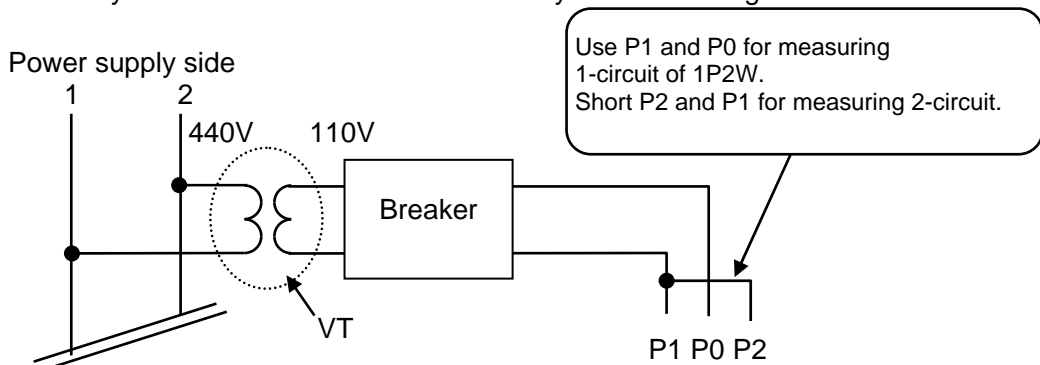 Use P1 and P0 for measuring
1-circuit of 1P2W.
Short P2 and P1 for measuring 2-circuit.
Power supply side
1 2
440V 110V
Breaker
VT
P1 P0 P2